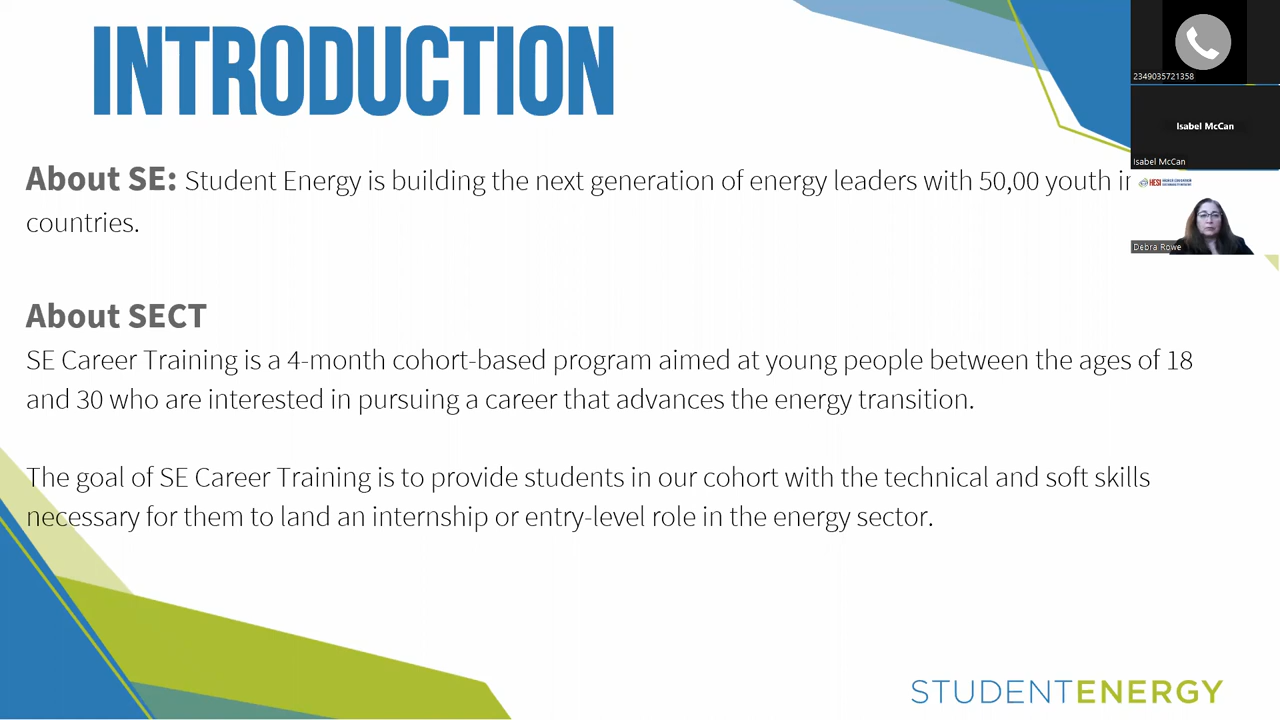 INTRODUCTION
About SE: Student Energy is building the next generation of energy leaders with 50,00 youth in
countries.
About SECT
SE Career Training is a 4-month cohort-based program aimed at young people between the ages of 18
and 30 who are interested in pursuing a career that advances the energy transition.
The goal of SE Career Training is to provide students in our cohort with the technical and soft skills
necessary for them to land an internship or entry-level role in the energy sector.
STUDENTENERGY
2349035721358
Isabel McCan
Isabel McCan
HESI
Debra Rowe